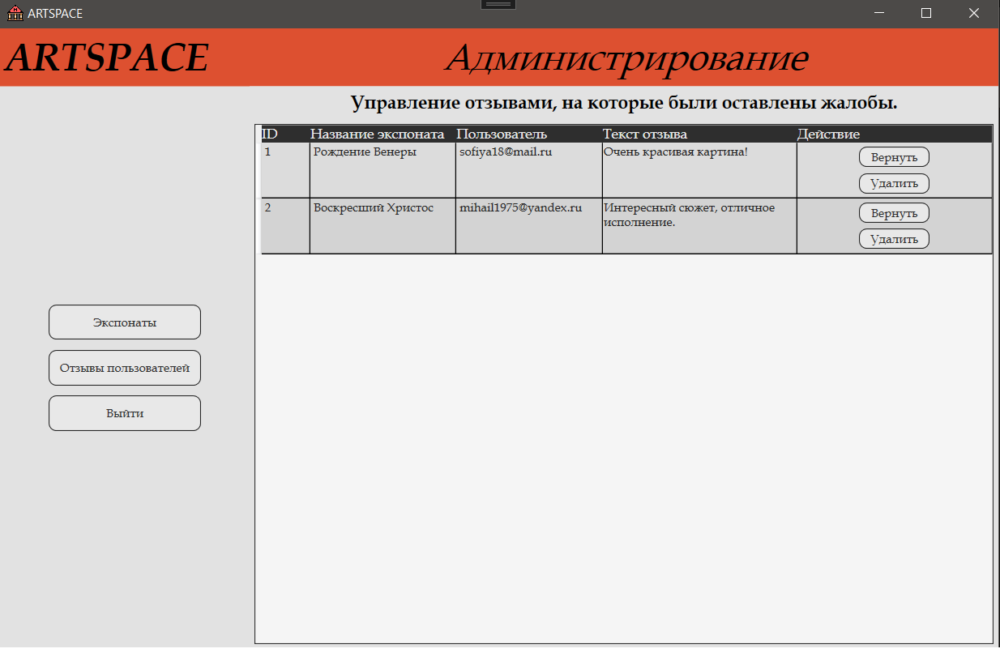 ARTSPACE
ARTSPACE
Администрирование
Управление отзывами, на которые были оставлены жалобы.
ID Название экспоната Пользователь Текст отзыва Действие
1 Рождение Венеры sofiya18@mail.ru Очень красивая картина! Вернуть
Удалить
2 Воскресший Христос mihail1975@yandex.ru Интересный сюжет, отличное Вернуть
исполнение.
Удалить
Экспонаты
Отзывы пользователей
Выйти